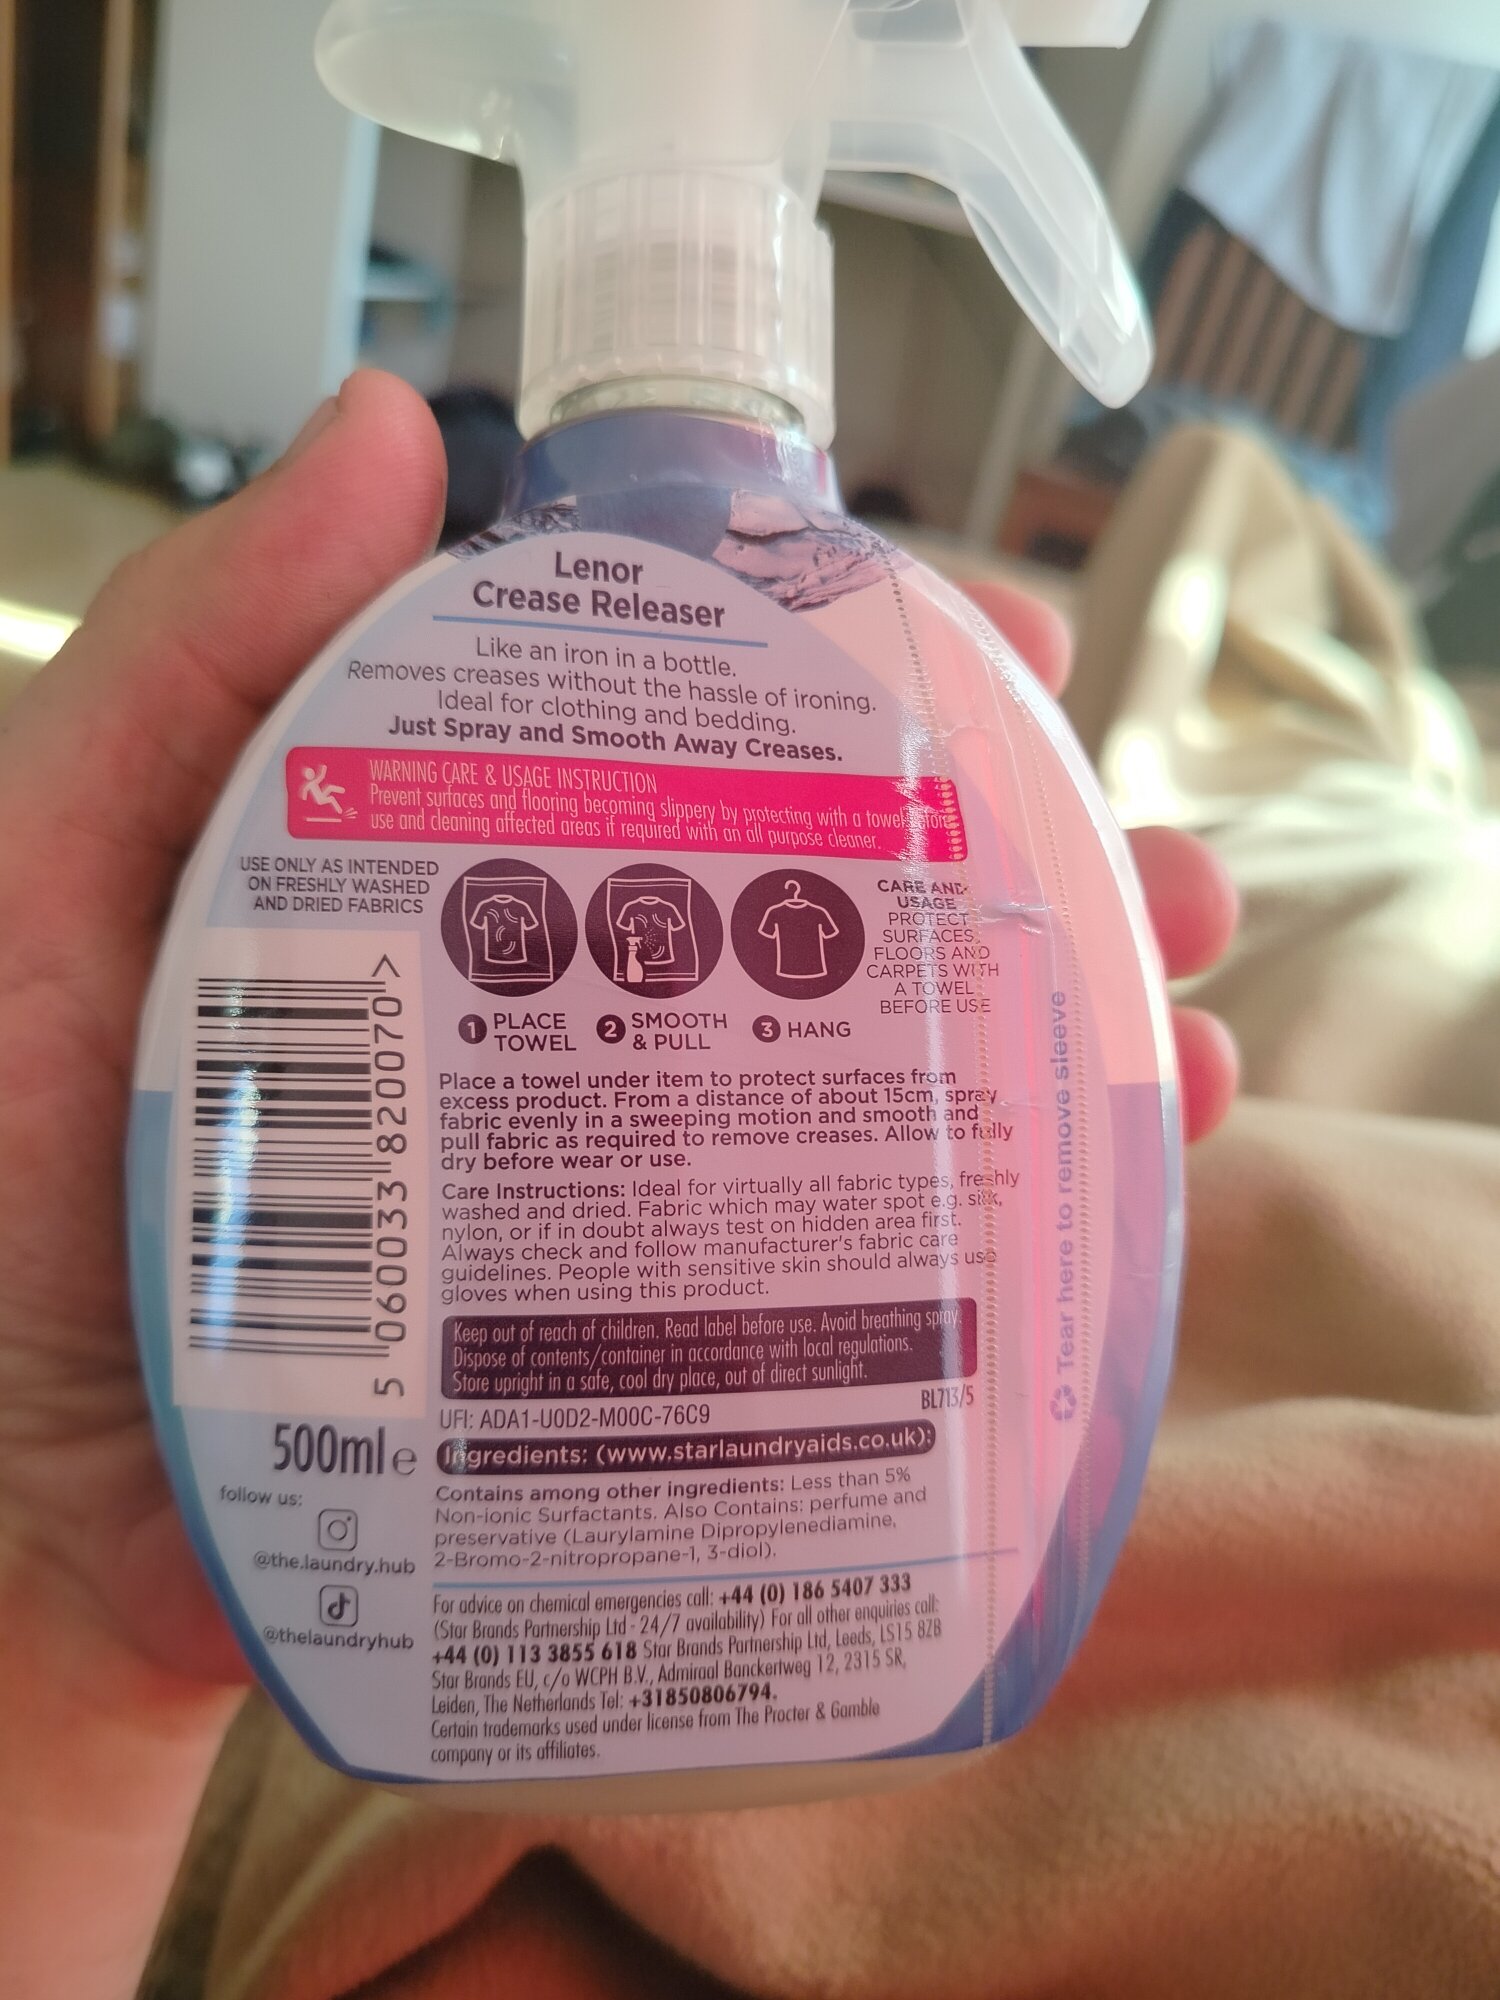 Lenor
Crease Releaser
Like an iron in a bottle.
Removes creases without the hassle of ironing.
Ideal for clothing and bedding.
Just Spray and Smooth Away Creases.
WARNING CARE & USAGE INSTRUCTION
Prevent surfaces and flooring becoming slippery by protecting with a towel before
use and cleaning affected areas if required with an all purpose cleaner.
USE ONLY AS INTENDED
ON FRESHLY WASHED
AND DRIED FABRICS
1 PLACE
TOWEL
2 SMOOTH
& PULL
3 HANG
CARE AND
USAGE
PROTECT
SURFACES,
FLOORS AND
CARPETS WITH
A TOWEL
BEFORE USE
Place a towel under item to protect surfaces from
excess product. From a distance of about 15cm, spray
fabric evenly in a sweeping motion and smooth and
pull fabric as required to remove creases. Allow to fully
dry before wear or use.
Care Instructions: Ideal for virtually all fabric types, freshly
washed and dried. Fabric which may water spot e.g. silk,
nylon, or if in doubt always test on hidden area first.
Always check and follow manufacturer's fabric care
guidelines. People with sensitive skin should always use
gloves when using this product.
Keep out of reach of children. Read label before use. Avoid breathing spray.
Dispose of contents/container in accordance with local regulations.
Store upright in a safe, cool dry place, out of direct sunlight.
BL713/5
UFI: ADA1-U0D2-M00C-76C9
Ingredients: (www.starlaundryaids.co.uk):
Contains among other ingredients: Less than 5%
Non-ionic Surfactants. Also Contains: perfume and
preservative (Laurylamine Dipropylenediamine,
2-Bromo-2-nitropropane-1, 3-diol).
For advice on chemical emergencies call: +44 (0) 186 5407 333
(Star Brands Partnership Ltd - 24/7 availability) For all other enquiries call:
+44 (0) 113 3855 618 Star Brands Partnership Ltd, Leeds, LS15 8ZB
Star Brands EU, c/o WCPH B.V., Admiraal Banckertweg 12, 2315 SR,
Leiden, The Netherlands Tel: +31850806794.
Certain trademarks used under license from The Procter & Gamble
company or its affiliates.
5 060033 820070 >
500ml e
follow us:
@the.laundry.hub
@thelaundryhub
Tear here to remove sleeve